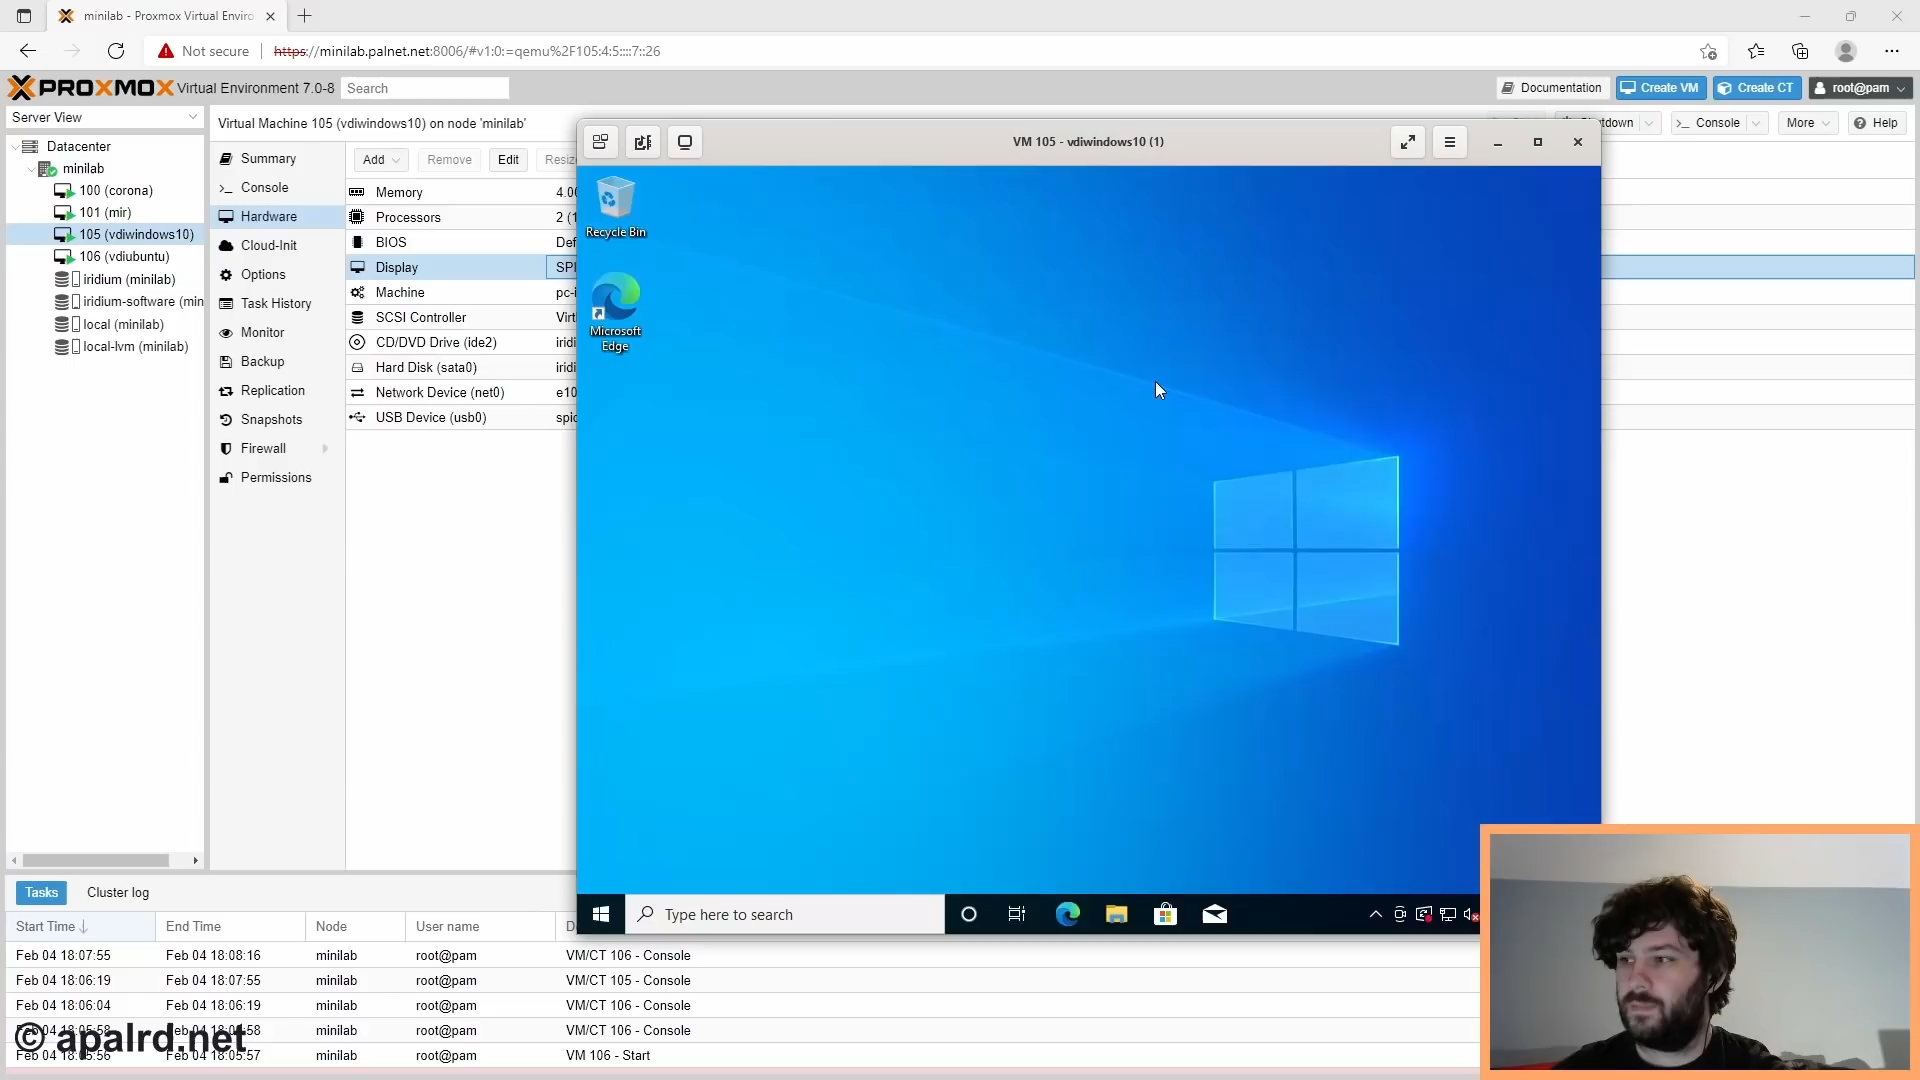 minilab - Proxmox Virtual Enviro
Not secure
https://minilab.palnet.net:8006/#v1:0:=qemu%2F105:4:5::::7::26
PROXMOX Virtual Environment 7.0-8
Search
Documentation
Create VM
Create CT
root@pam
Server View
Virtual Machine 105 (vdiwindows10) on node 'minilab'
Console
More
Help
Datacenter
minilab
100 (corona)
101 (mir)
105 (vdiwindows10)
106 (vdiubuntu)
iridium (minilab)
iridium-software (min
local (minilab)
local-lvm (minilab)
Summary
Console
Hardware
Cloud-Init
Options
Task History
Monitor
Backup
Replication
Snapshots
Firewall
Permissions
Add
Remove
Edit
Memory
Processors
BIOS
Display
Machine
SCSI Controller
CD/DVD Drive (ide2)
Hard Disk (sata0)
Network Device (net0)
USB Device (usb0)
VM 105 - vdiwindows10 (1)
Recycle Bin
Microsoft
Edge
Type here to search
Tasks
Cluster log
Start Time End Time Node User name
Feb 04 18:07:55 Feb 04 18:08:16 minilab root@pam VM/CT 106 - Console
Feb 04 18:06:19 Feb 04 18:07:55 minilab root@pam VM/CT 105 - Console
Feb 04 18:06:04 Feb 04 18:06:19 minilab root@pam VM/CT 106 - Console
minilab root@pam VM/CT 106 - Console
Feb 04 18:05:56 Feb 04 18:05:57 minilab root@pam VM 106 - Start
© apalrd.net